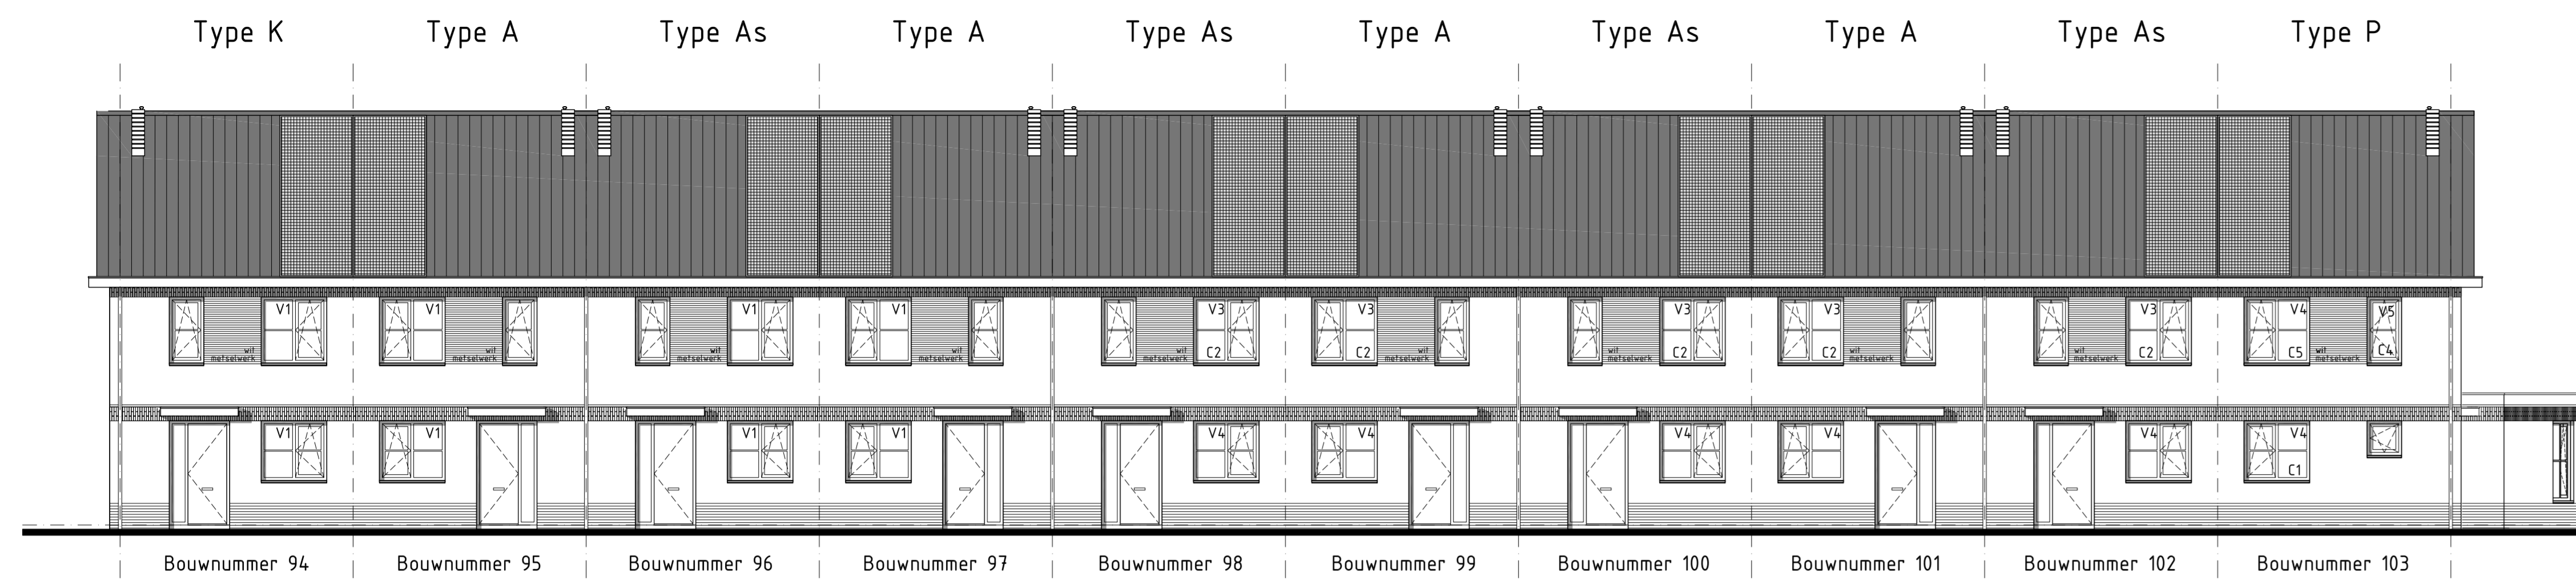 Type K Type A Type As Type A Type As Type A Type As Type A Type As Type P
V1 V1 V1 V1 V3 V3 V3 V3 V3 V4 V5
wit wit wit wit wit wit wit wit wit wit
metselwerk metselwerk metselwerk metselwerk metselwerk metselwerk metselwerk metselwerk metselwerk metselwerk
C2 C2 C2 C2 C2 C5 C4
V1 V1 V1 V1 V4 V4 V4 V4 V4 V4
C1
Bouwnummer 94 Bouwnummer 95 Bouwnummer 96 Bouwnummer 97 Bouwnummer 98 Bouwnummer 99 Bouwnummer 100 Bouwnummer 101 Bouwnummer 102 Bouwnummer 103